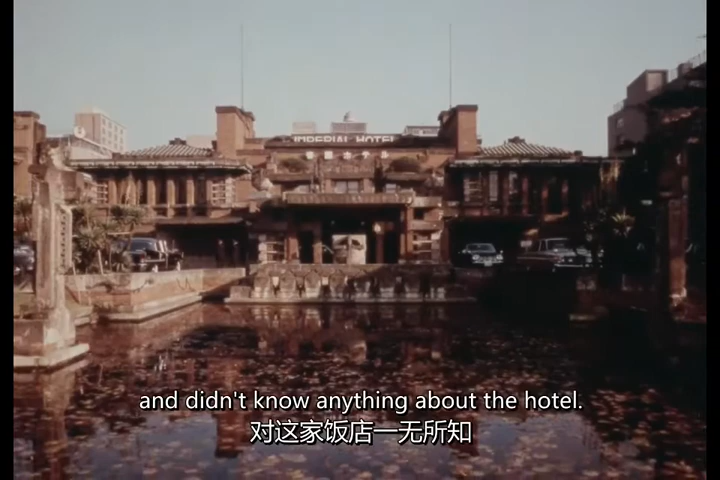 IMPERIAL HOTEL
and didn't know anything about the hotel.
对这家饭店一无所知